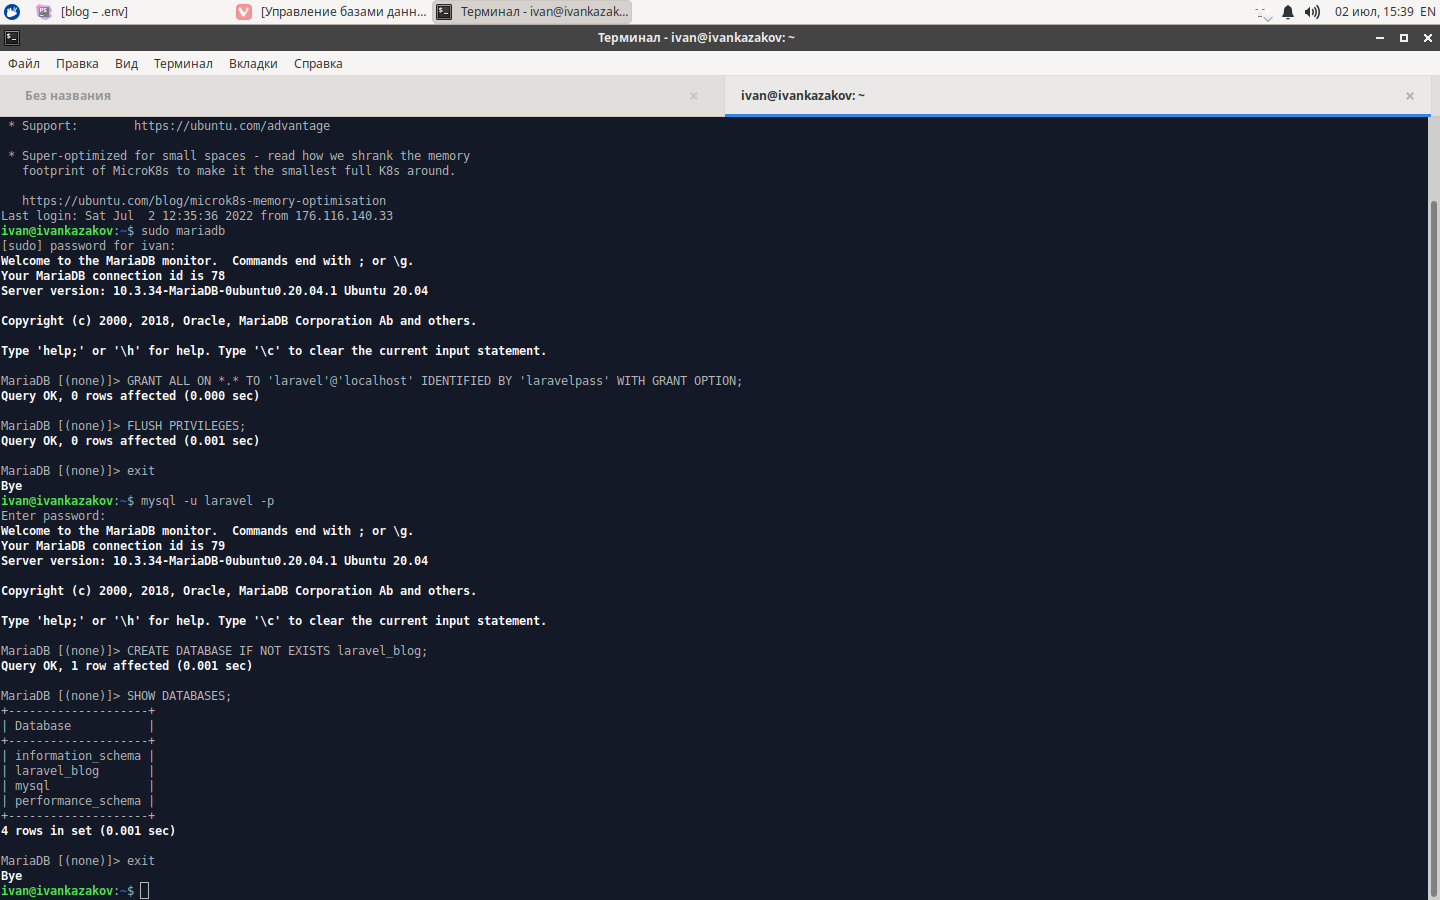 [blog – .env]
[Управление базами данн...
Терминал - ivan@ivankazak...
02 июл, 15:39 EN
Терминал - ivan@ivankazakov: ~
Файл Правка Вид Терминал Вкладки Справка
Без названия
ivan@ivankazakov: ~
* Support:        https://ubuntu.com/advantage
* Super-optimized for small spaces - read how we shrank the memory
footprint of MicroK8s to make it the smallest full K8s around.
https://ubuntu.com/blog/microk8s-memory-optimisation
Last login: Sat Jul  2 12:35:36 2022 from 176.116.140.33
ivan@ivankazakov:~$ sudo mariadb
[sudo] password for ivan:
Welcome to the MariaDB monitor.  Commands end with ; or \g.
Your MariaDB connection id is 78
Server version: 10.3.34-MariaDB-0ubuntu0.20.04.1 Ubuntu 20.04
Copyright (c) 2000, 2018, Oracle, MariaDB Corporation Ab and others.
Type 'help;' or '\h' for help. Type '\c' to clear the current input statement.
MariaDB [(none)]> GRANT ALL ON *.* TO 'laravel'@'localhost' IDENTIFIED BY 'laravelpass' WITH GRANT OPTION;
Query OK, 0 rows affected (0.000 sec)
MariaDB [(none)]> FLUSH PRIVILEGES;
Query OK, 0 rows affected (0.001 sec)
MariaDB [(none)]> exit
Bye
ivan@ivankazakov:~$ mysql -u laravel -p
Enter password:
Welcome to the MariaDB monitor.  Commands end with ; or \g.
Your MariaDB connection id is 79
Server version: 10.3.34-MariaDB-0ubuntu0.20.04.1 Ubuntu 20.04
Copyright (c) 2000, 2018, Oracle, MariaDB Corporation Ab and others.
Type 'help;' or '\h' for help. Type '\c' to clear the current input statement.
MariaDB [(none)]> CREATE DATABASE IF NOT EXISTS laravel_blog;
Query OK, 1 row affected (0.001 sec)
MariaDB [(none)]> SHOW DATABASES;
+--------------------+
| Database           |
+--------------------+
| information_schema |
| laravel_blog       |
| mysql              |
| performance_schema |
+--------------------+
4 rows in set (0.001 sec)
MariaDB [(none)]> exit
Bye
ivan@ivankazakov:~$